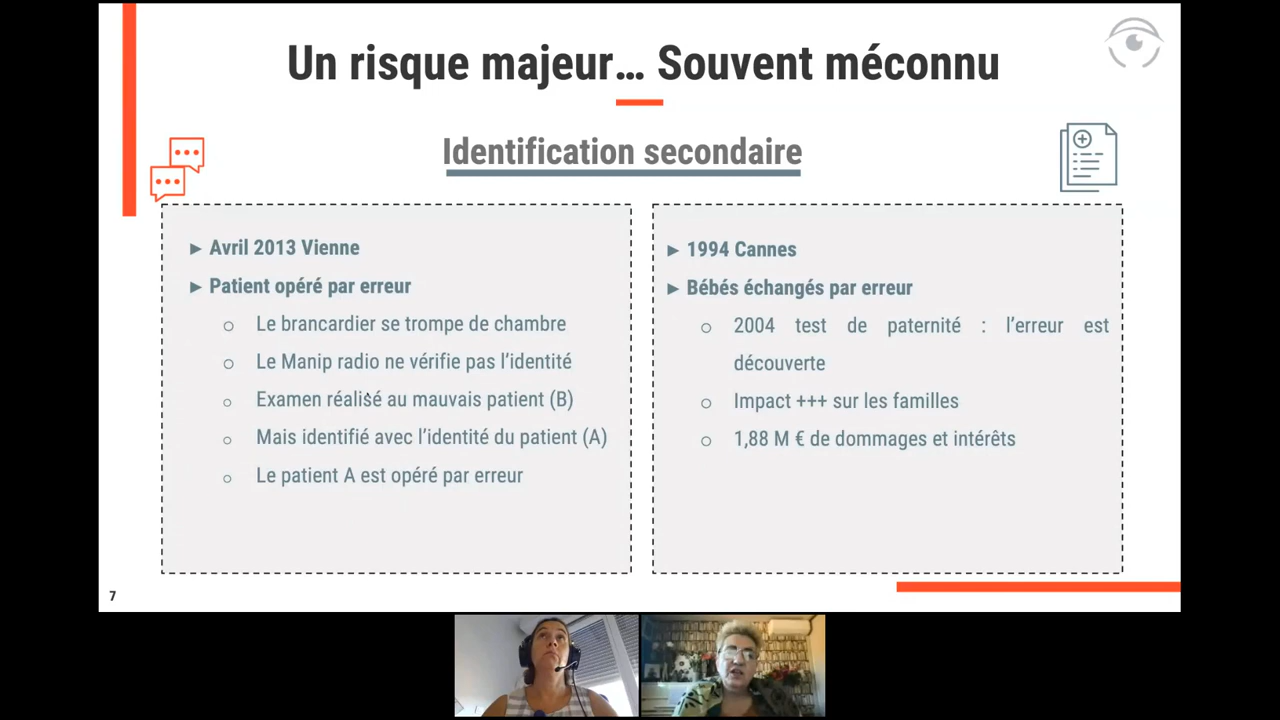 Un risque majeur… Souvent méconnu
Identification secondaire
► Avril 2013 Vienne
► Patient opéré par erreur
o Le brancardier se trompe de chambre
o Le Manip radio ne vérifie pas l’identité
o Examen réalisé au mauvais patient (B)
o Mais identifié avec l’identité du patient (A)
o Le patient A est opéré par erreur
► 1994 Cannes
► Bébés échangés par erreur
o 2004 test de paternité : l’erreur est
découverte
o Impact +++ sur les familles
o 1,88 M € de dommages et intérêts
7